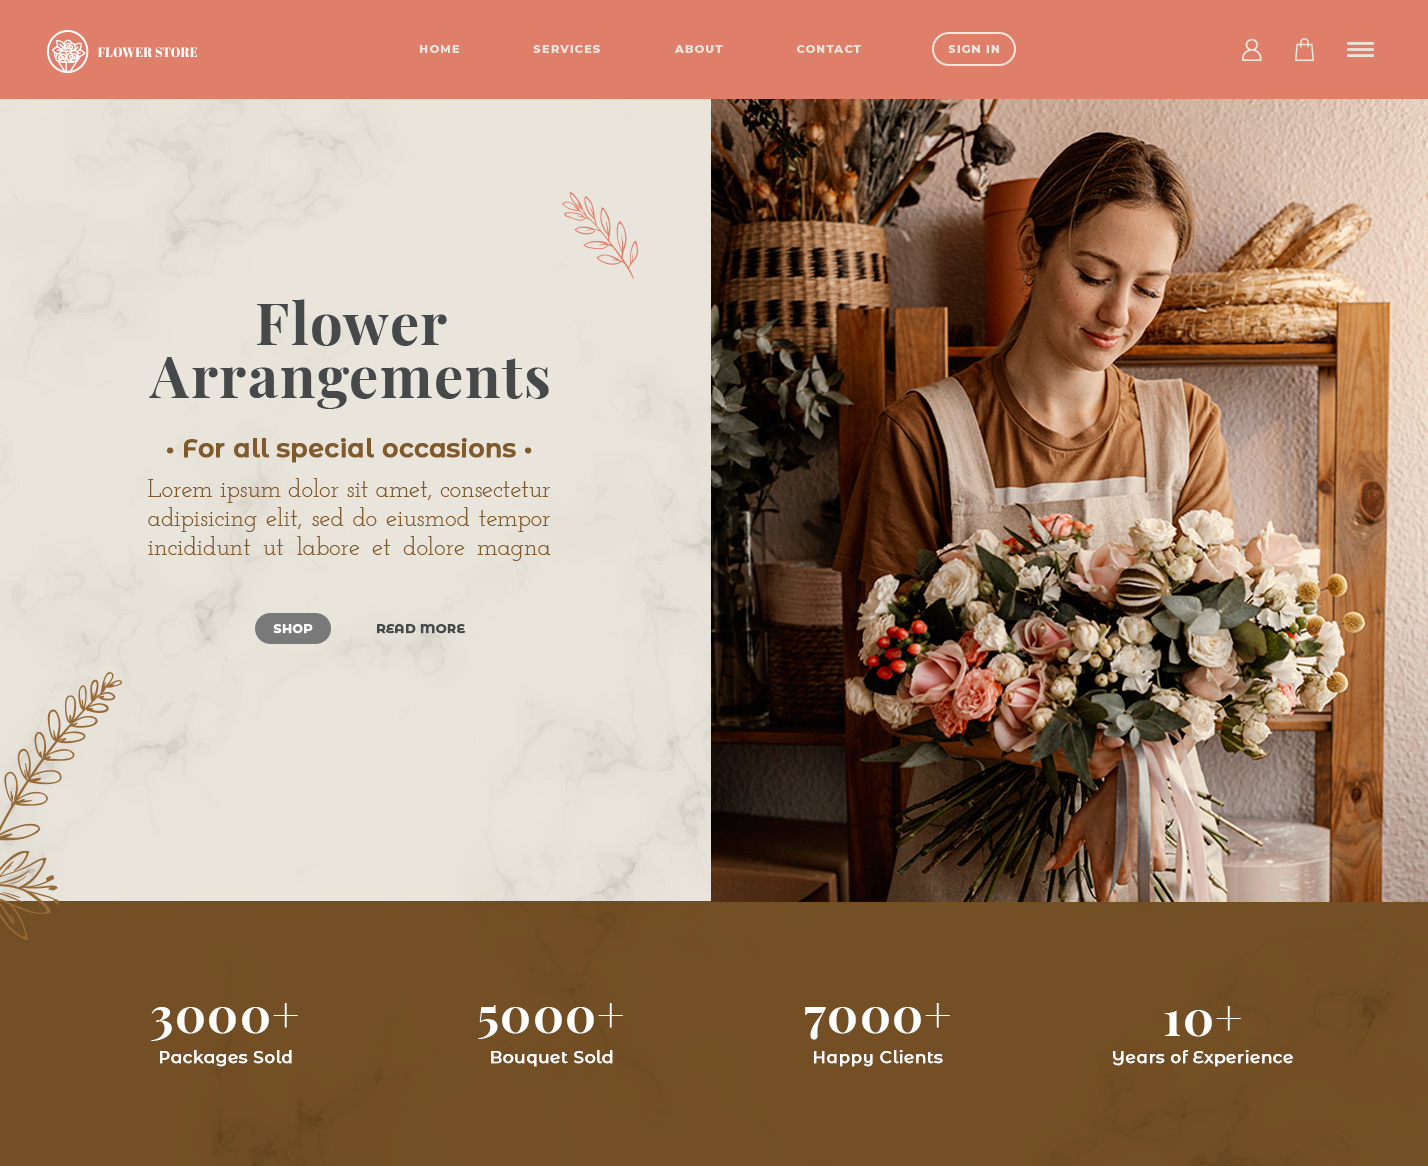 FLOWER STORE
HOME
SERVICES
ABOUT
CONTACT
SIGN IN
Flower
Arrangements
• For all special occasions •
Lorem ipsum dolor sit amet, consectetur
adipisicing elit, sed do eiusmod tempor
incididunt ut labore et dolore magna
SHOP
READ MORE
3000+
Packages Sold
5000+
Bouquet Sold
7000+
Happy Clients
10+
Years of Experience